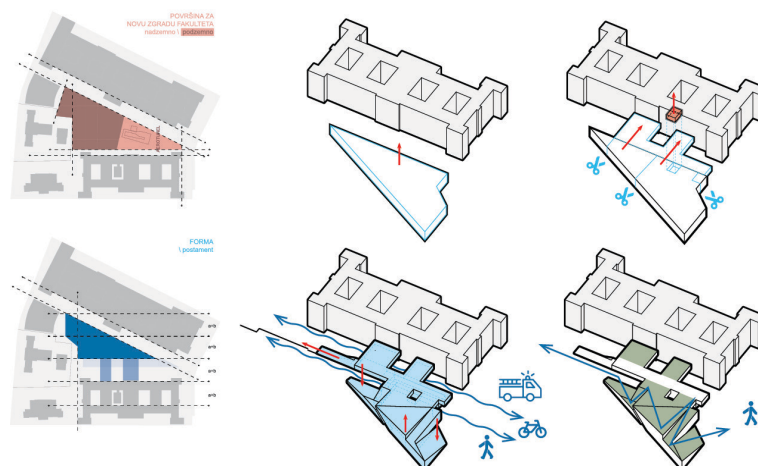 POVRŠINA ZA
NOVU ZGRADU FAKULTETA
nadzemno \ podzemno
FORMA
\ postament